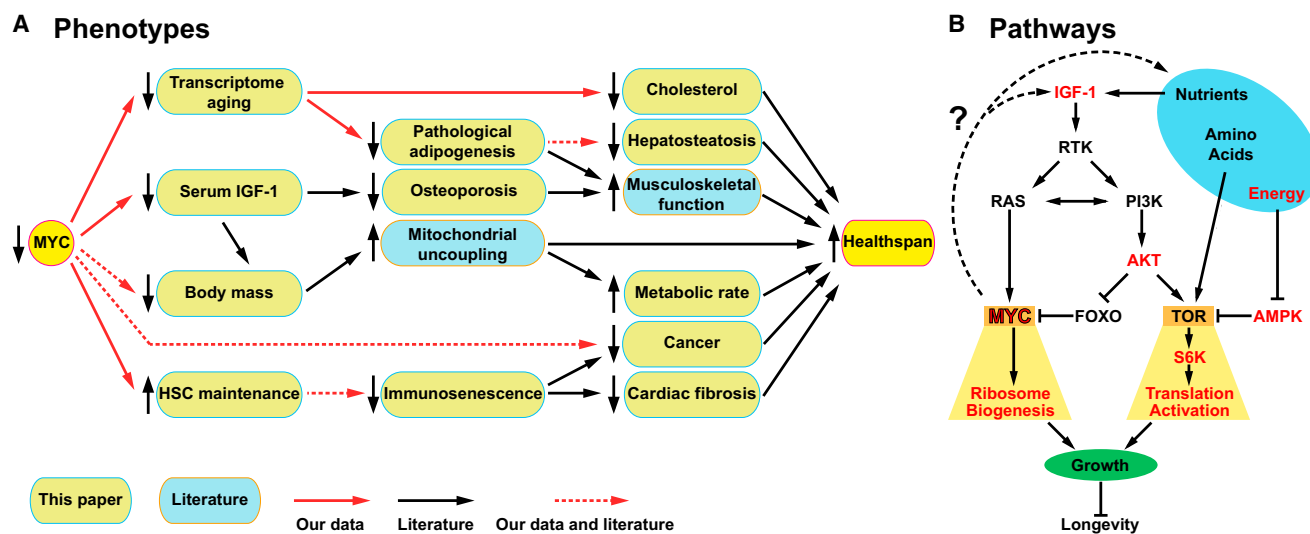 A Phenotypes
Transcriptome
aging
Cholesterol
Pathological
adipogenesis
Hepatosteatosis
Serum IGF-1
Osteoporosis
Musculoskeletal
function
MYC
Mitochondrial
uncoupling
Healthspan
Body mass
Metabolic rate
Cancer
HSC maintenance
Immunosenescence
Cardiac fibrosis
This paper
Literature
Our data
Literature
Our data and literature
B Pathways
?
IGF-1
Nutrients
RTK
Amino
Acids
RAS
PI3K
Energy
AKT
MYC
FOXO
TOR
AMPK
S6K
Ribosome
Biogenesis
Translation
Activation
Growth
Longevity